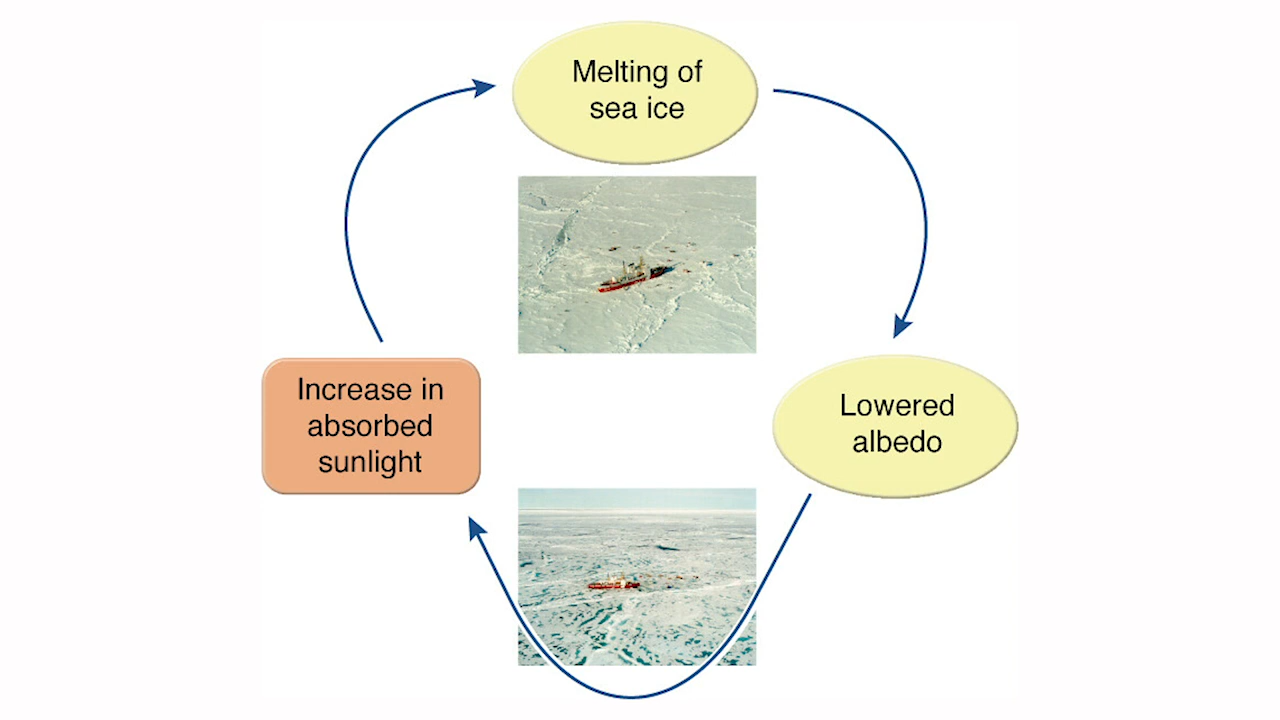 Melting of
sea ice
Lowered
albedo
Increase in
absorbed
sunlight